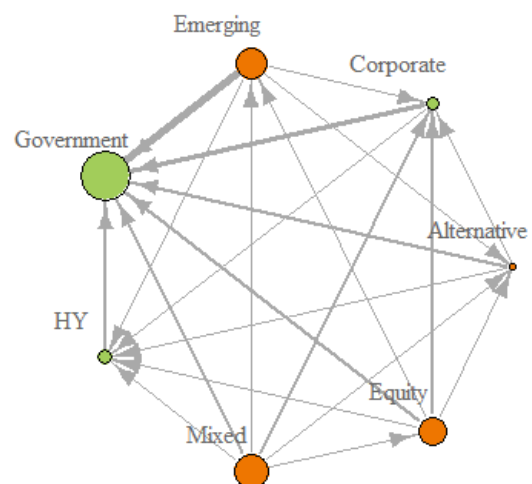 Emerging
Corporate
Government
Alternative
HY
Equity
Mixed